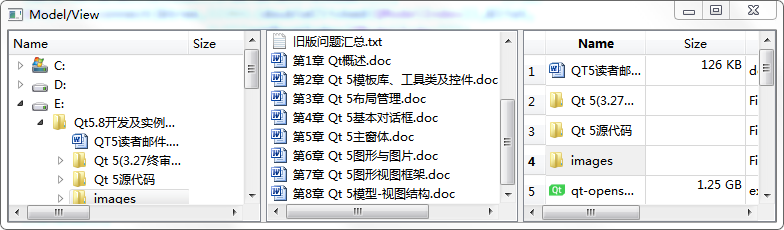 Model/View
Name Size
C:
D:
E:
Qt5.8开发及实例...
QT5读者邮件....
Qt 5(3.27终审...
Qt 5源代码
images
旧版问题汇总.txt
第1章 Qt概述.doc
第2章 Qt 5模板库、工具类及控件.doc
第3章 Qt 5布局管理.doc
第4章 Qt 5基本对话框.doc
第5章 Qt 5主窗体.doc
第6章 Qt 5图形与图片.doc
第7章 Qt 5图形视图框架.doc
第8章 Qt 5模型-视图结构.doc
Name Size
1 QT5读者邮... 126 KB
2 Qt 5(3.27... Fi
3 Qt 5源代码 Fi
4 images Fi
5 qt-opens... 1.25 GB